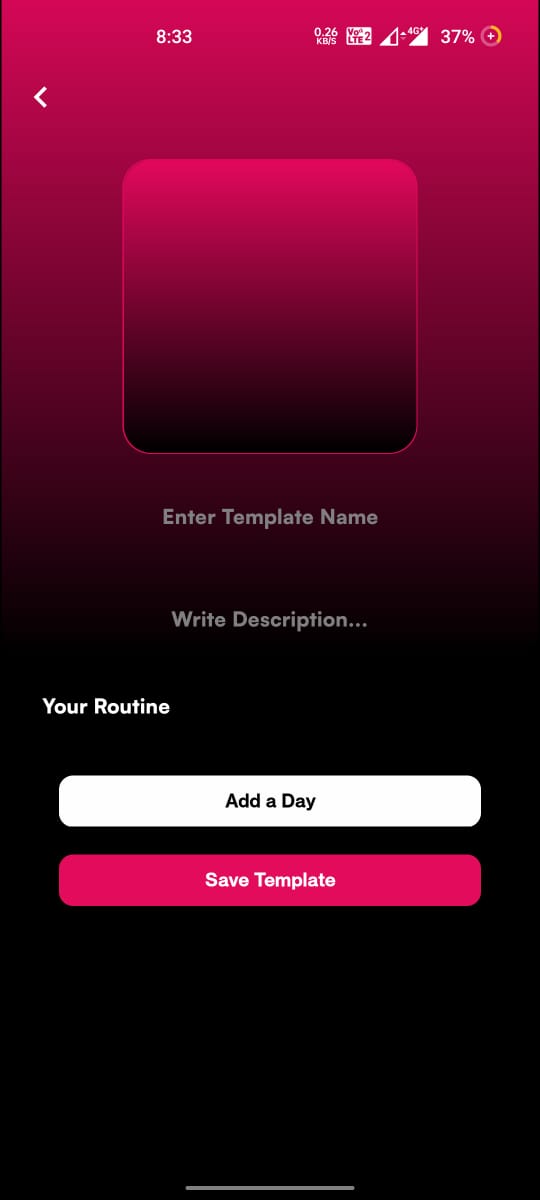 8:33
0.26
KB/S
Vo
LTE 2
4G+
37%
Enter Template Name
Write Description...
Your Routine
Add a Day
Save Template